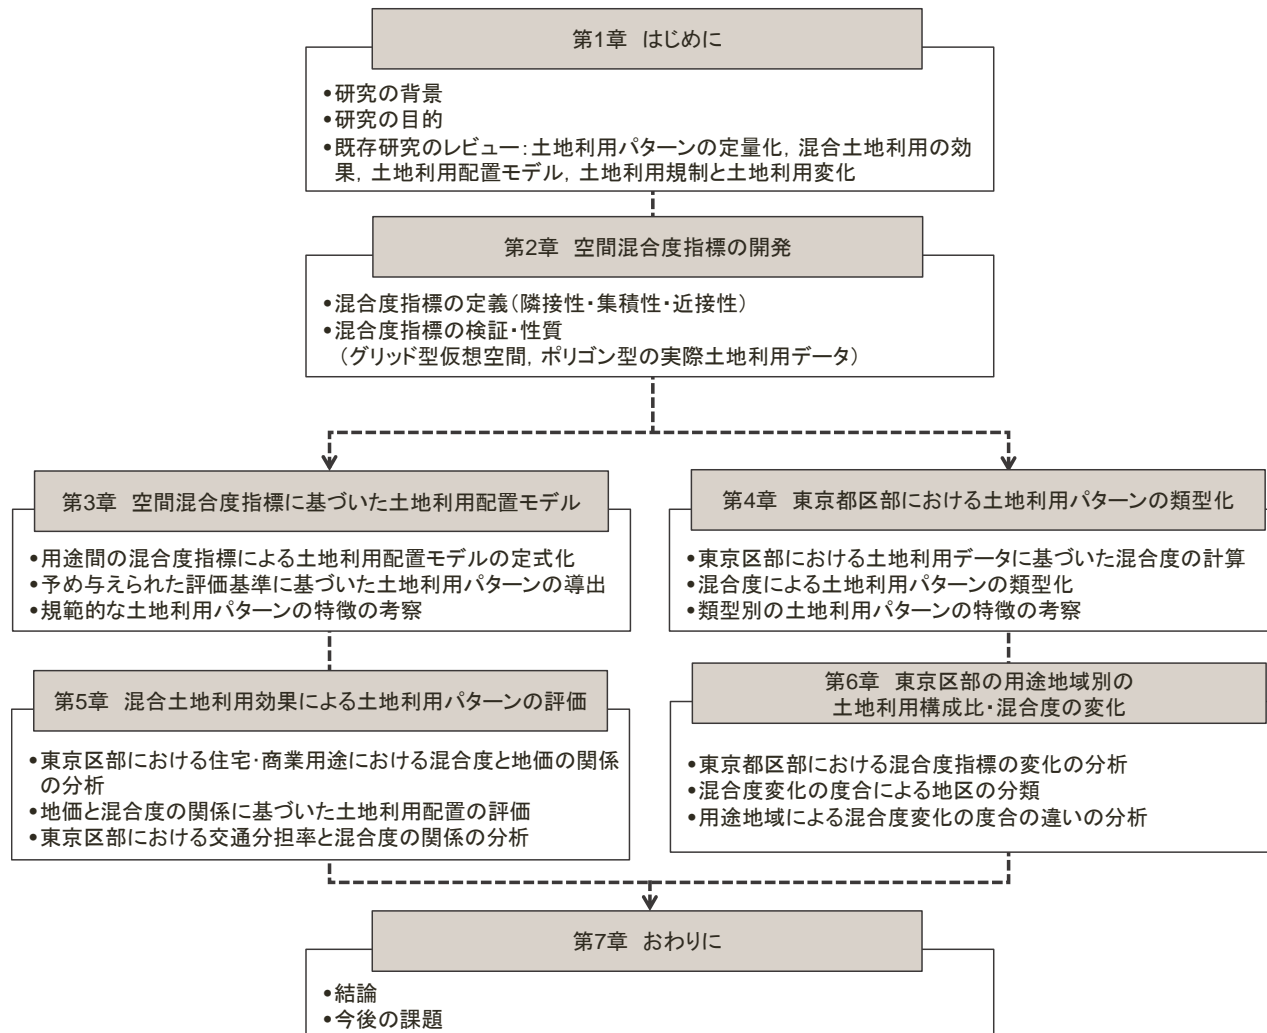 第1章 はじめに
•研究の背景
•研究の目的
•既存研究のレビュー：土地利用パターンの定量化，混合土地利用の効
果，土地利用配置モデル，土地利用規制と土地利用変化
第2章 空間混合度指標の開発
•混合度指標の定義（隣接性・集積性・近接性）
•混合度指標の検証・性質
（グリッド型仮想空間，ポリゴン型の実際土地利用データ）
第3章 空間混合度指標に基づいた土地利用配置モデル
•用途間の混合度指標による土地利用配置モデルの定式化
•予め与えられた評価基準に基づいた土地利用パターンの導出
•規範的な土地利用パターンの特徴の考察
第4章 東京都区部における土地利用パターンの類型化
•東京区部における土地利用データに基づいた混合度の計算
•混合度による土地利用パターンの類型化
•類型別の土地利用パターンの特徴の考察
第5章 混合土地利用効果による土地利用パターンの評価
•東京区部における住宅・商業用途における混合度と地価の関係
の分析
•地価と混合度の関係に基づいた土地利用配置の評価
•東京区部における交通分担率と混合度の関係の分析
第6章 東京区部の用途地域別の
土地利用構成比・混合度の変化
•東京都区部における混合度指標の変化の分析
•混合度変化の度合による地区の分類
•用途地域による混合度変化の度合の違いの分析
第7章 おわりに
•結論
•今後の課題